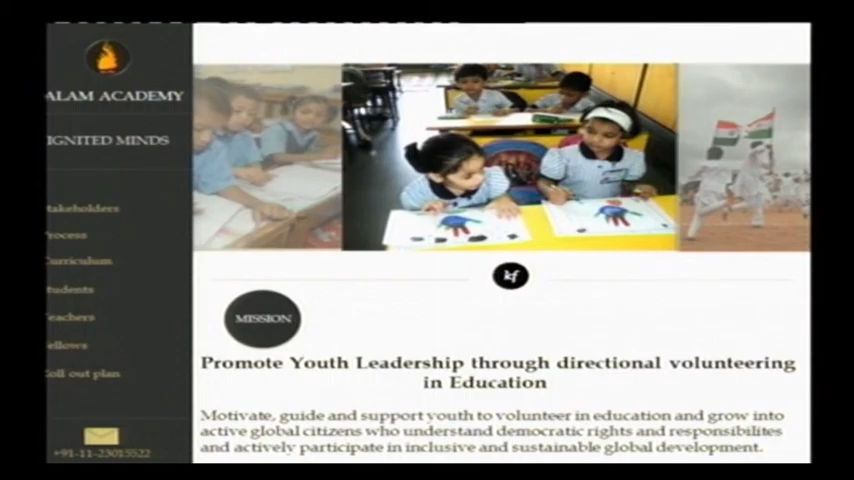 ALAM ACADEMY
IGNITED MINDS
takeholders
rocess
Curriculum
tudents
Teachers
ellows
oll out plan
+91-11-23015522
kf
MISSION
Promote Youth Leadership through directional volunteering
in Education
Motivate, guide and support youth to volunteer in education and grow into
active global citizens who understand democratic rights and responsibilites
and actively participate in inclusive and sustainable global development.